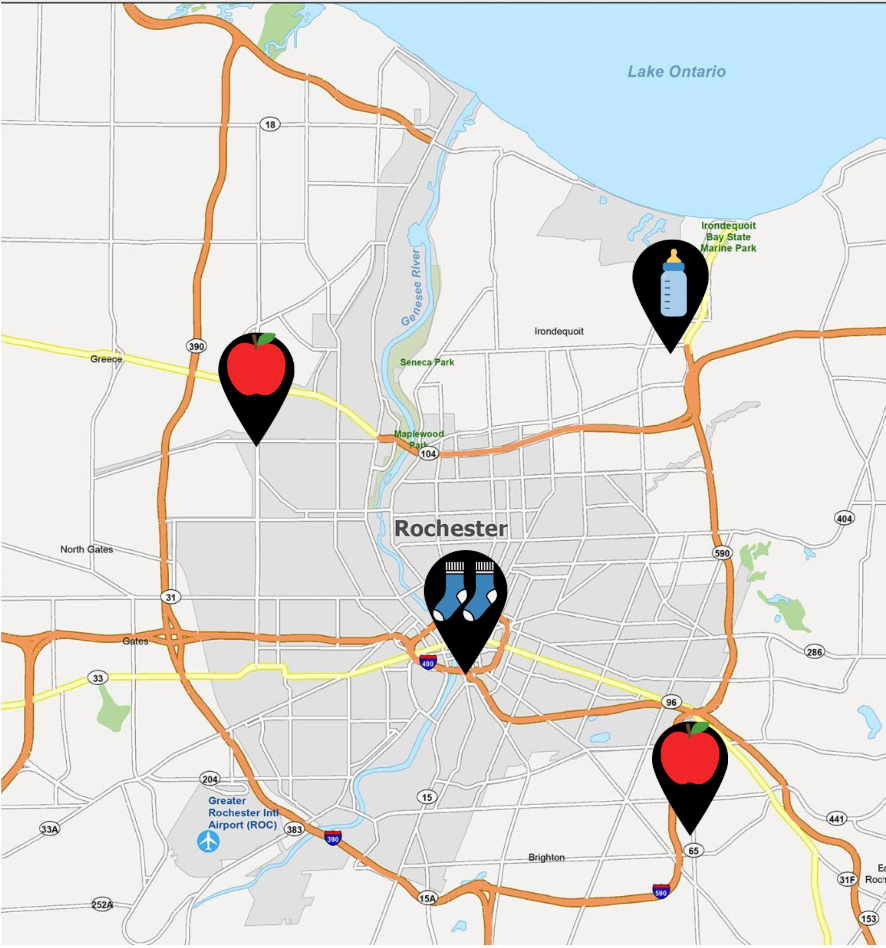 Lake Ontario
18
Irondequoit
Bay State
Marine Park
Genesee River
Irondequoit
390
Greece
Seneca Park
Maplewood
Park
104
Rochester
404
North Gates
590
31
Gates
286
490
33
96
204
15
Greater
Rochester Intl
Airport (ROC)
383
33A
390
441
65
Brighton
590
31F
15A
252A
153